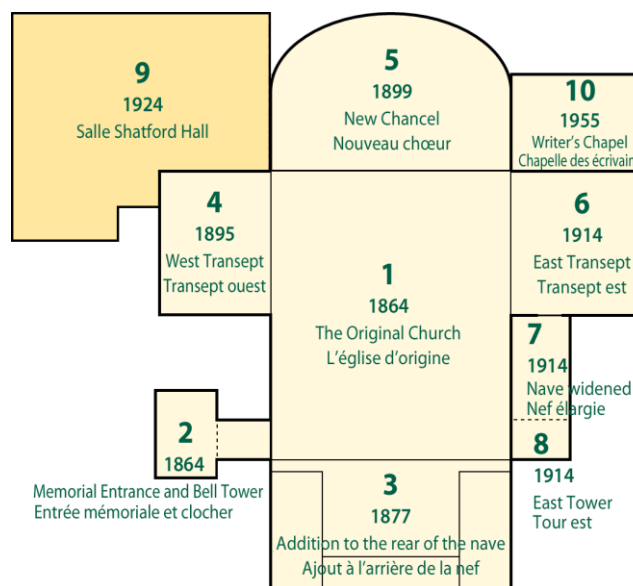 9
1924
Salle Shatford Hall
5
1899
New Chancel
Nouveau chœur
10
1955
Writer's Chapel
Chapelle des écrivain
4
1895
West Transept
Transept ouest
1
1864
The Original Church
L'église d'origine
6
1914
East Transept
Transept est
7
1914
Nave widened
Nef élargie
2
1864
Memorial Entrance and Bell Tower
Entrée mémoriale et clocher
8
1914
East Tower
Tour est
3
1877
Addition to the rear of the nave
Ajout à l'arrière de la nef